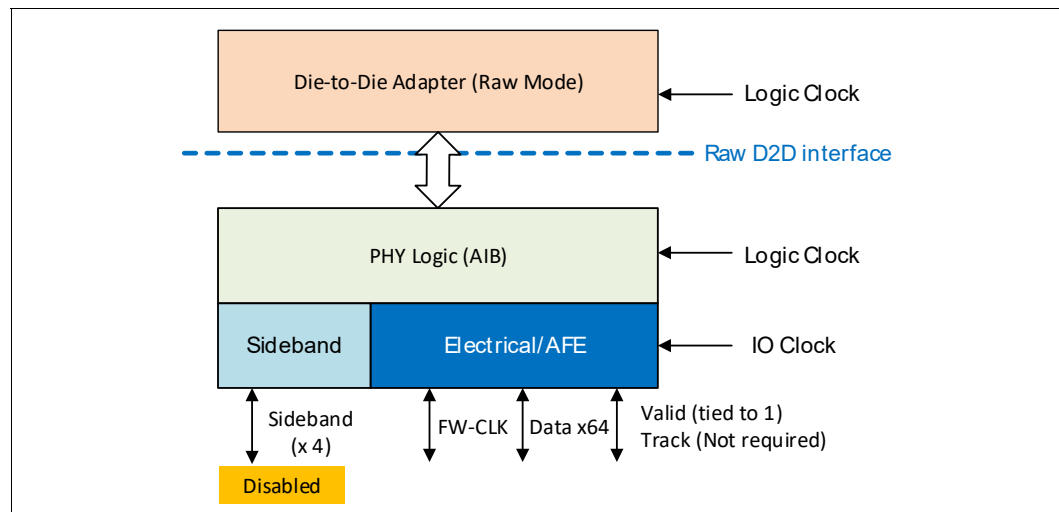 Die-to-Die Adapter (Raw Mode)
Logic Clock
Raw D2D interface
PHY Logic (AIB)
Logic Clock
Sideband
Electrical/AFE
IO Clock
Sideband
(x 4)
FW-CLK
Data x64
Valid (tied to 1)
Track (Not required)
Disabled